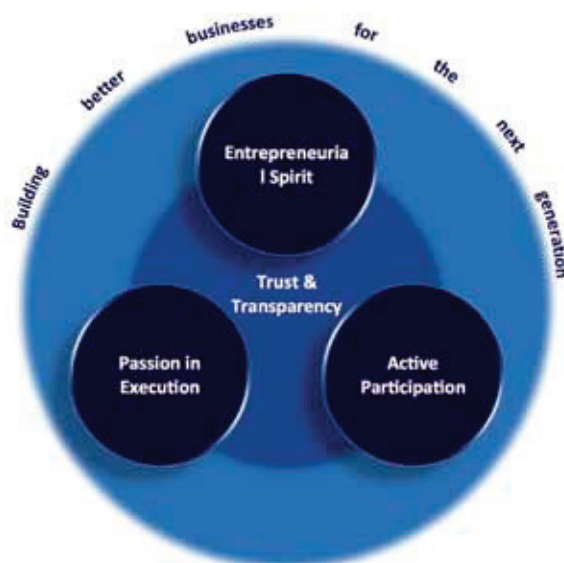 Building better businesses for the next generation
Entrepreneuria
l Spirit
Trust &
Transparency
Passion in
Execution
Active
Participation